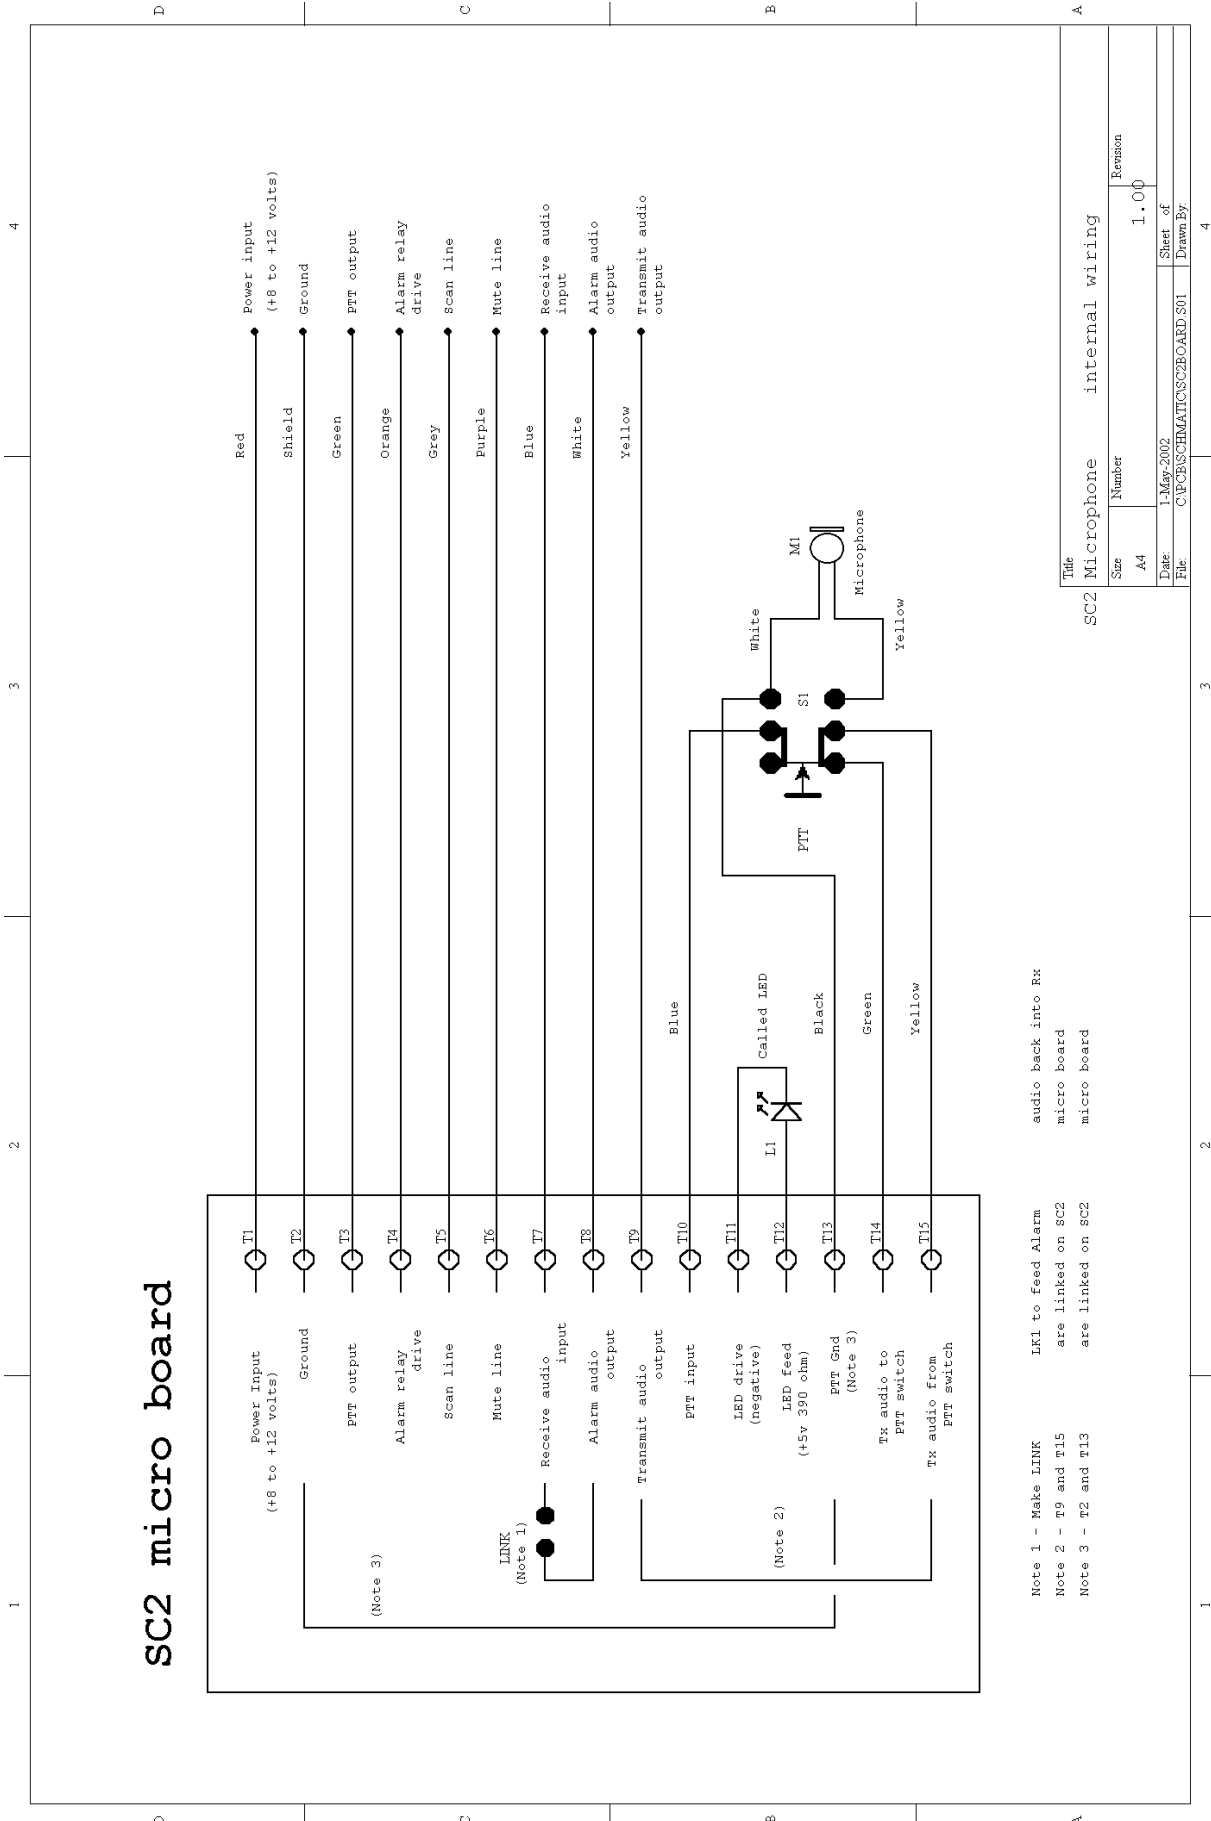 SC2 micro board
Power Input
(+8 to +12 volts)
Ground
PTT output
Alarm relay
drive
Scan line
Mute line
Receive audio
input
Alarm audio
output
Transmit audio
output
PTT input
LED drive
(negative)
LED feed
(+5v 390 ohm)
PTT Gnd
(Note 3)
Tx audio to
PTT switch
Tx audio from
PTT switch
(Note 3)
LINK
(Note 1)
(Note 2)
T1
T2
T3
T4
T5
T6
T7
T8
T9
T10
T11
T12
T13
T14
T15
Red
Shield
Green
Orange
Grey
Purple
Blue
White
Yellow
Power input
(+8 to +12 volts)
Ground
PTT output
Alarm relay
drive
Scan line
Mute line
Receive audio
input
Alarm audio
output
Transmit audio
output
Blue
Called LED
L1
Black
Green
Yellow
PTT
S1
White
Yellow
M1
Microphone
Note 1 - Make LINK LK1 to feed Alarm audio back into Rx
Note 2 - T9 and T15 are linked on SC2 micro board
Note 3 - T2 and T13 are linked on SC2 micro board
Title
SC2 Microphone internal wiring
Size Number Revision
A4 1.00
Date: 1-May-2002 Sheet of
File: C:\PCB\SCHMATIC\SC2BOARD.S01 Drawn By:
1
2
3
4
1
2
3
4
D
C
B
A